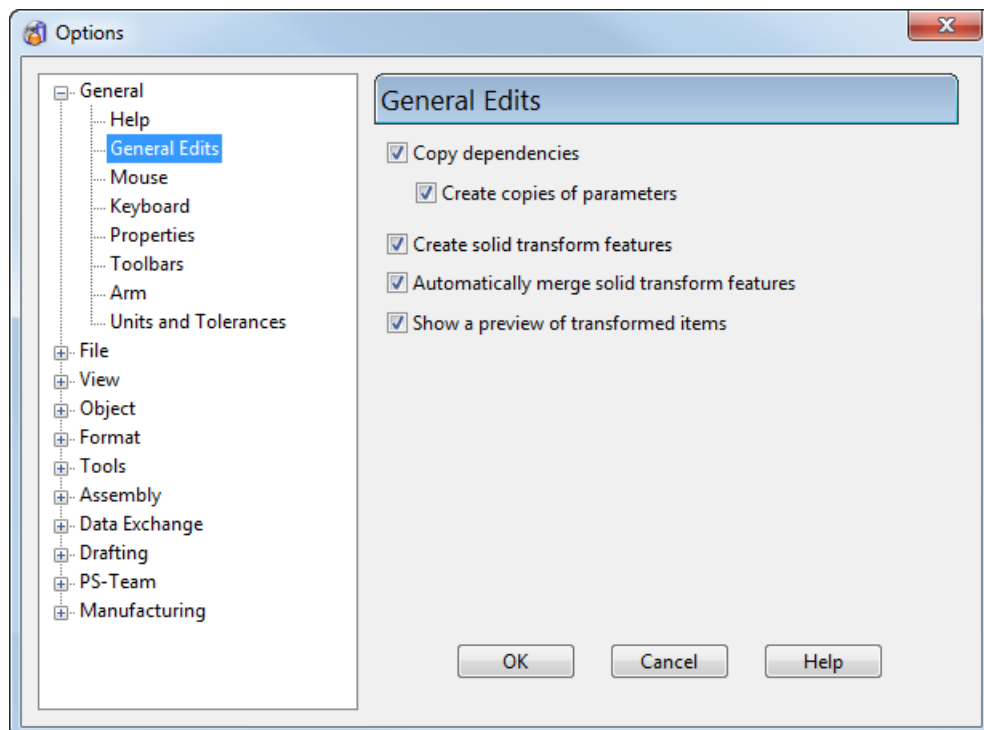 Options
General
Help
General Edits
Mouse
Keyboard
Properties
Toolbars
Arm
Units and Tolerances
File
View
Object
Format
Tools
Assembly
Data Exchange
Drafting
PS-Team
Manufacturing
General Edits
Copy dependencies
Create copies of parameters
Create solid transform features
Automatically merge solid transform features
Show a preview of transformed items
OK
Cancel
Help